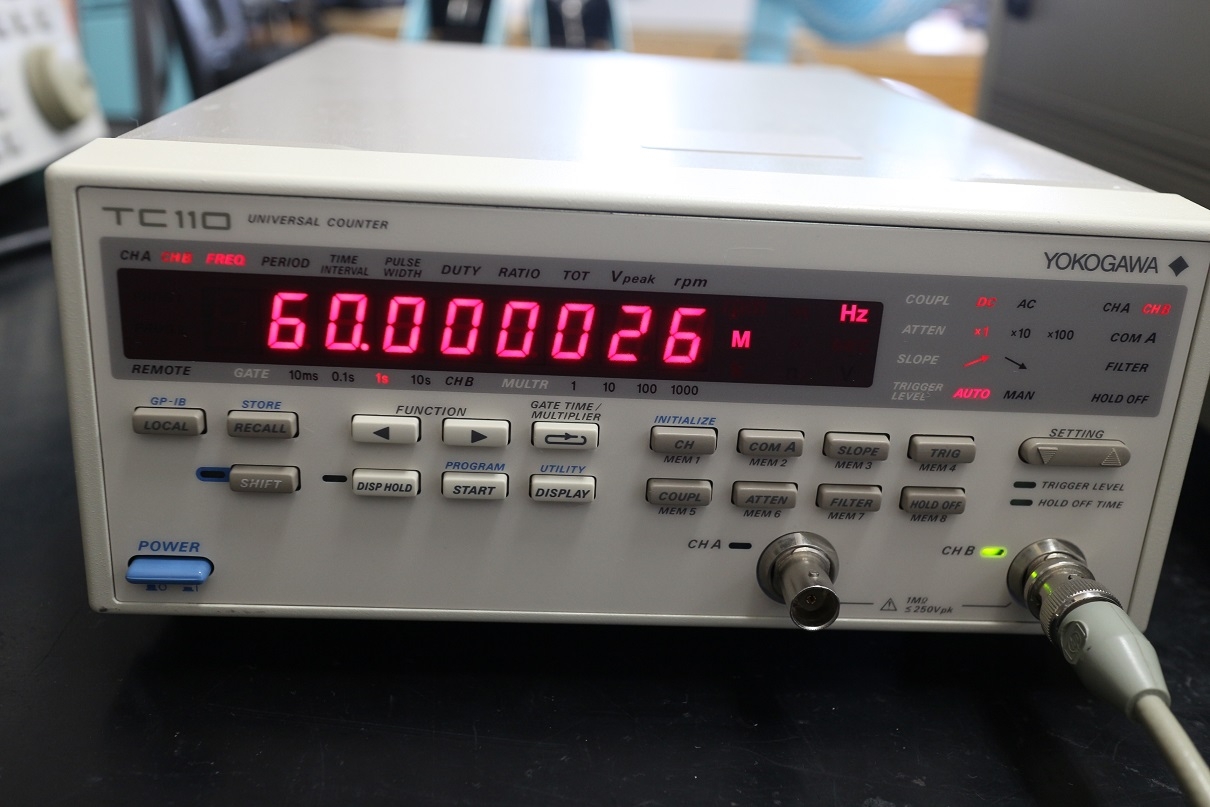 TC110 UNIVERSAL COUNTER
YOKOGAWA
CH A CH B FREQ PERIOD TIME INTERVAL PULSE WIDTH DUTY RATIO TOT Vpeak rpm
60.000026 M Hz
REMOTE GATE 10ms 0.1s 1s 10s CH B MULTR 1 10 100 1000
COUPL DC AC CH A CH B
ATTEN ×1 ×10 ×100 COM A
SLOPE FILTER
TRIGGER LEVEL AUTO MAN HOLD OFF
GP-IB STORE FUNCTION GATE TIME/ MULTIPLIER INITIALIZE SETTING
LOCAL RECALL ◀ ▶ CH COM A SLOPE TRIG
MEM 1 MEM 2 MEM 3 MEM 4
PROGRAM UTILITY
SHIFT DISP HOLD START DISPLAY COUPL ATTEN FILTER HOLD OFF
MEM 5 MEM 6 MEM 7 MEM 8
TRIGGER LEVEL
HOLD OFF TIME
POWER CH A CH B
1MΩ
≤250Vpk